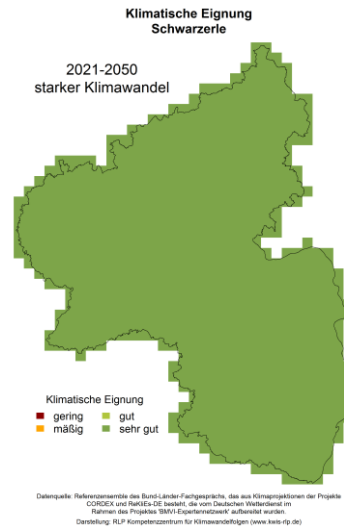 Klimatische Eignung
Schwarzerle
2021-2050
starker Klimawandel
Klimatische Eignung
gering
gut
mäßig
sehr gut
Datenquelle: Referenzensemble des Bund-Länder-Fachgesprächs, das aus Klimaprojektionen der Projekte
CORDEX und ReKliEs-DE besteht, die vom Deutschen Wetterdienst im
Rahmen des Projektes 'BMVI-Expertennetzwerk' aufbereitet wurden.
Darstellung: RLP Kompetenzzentrum für Klimawandelfolgen (www.kwis-rlp.de)